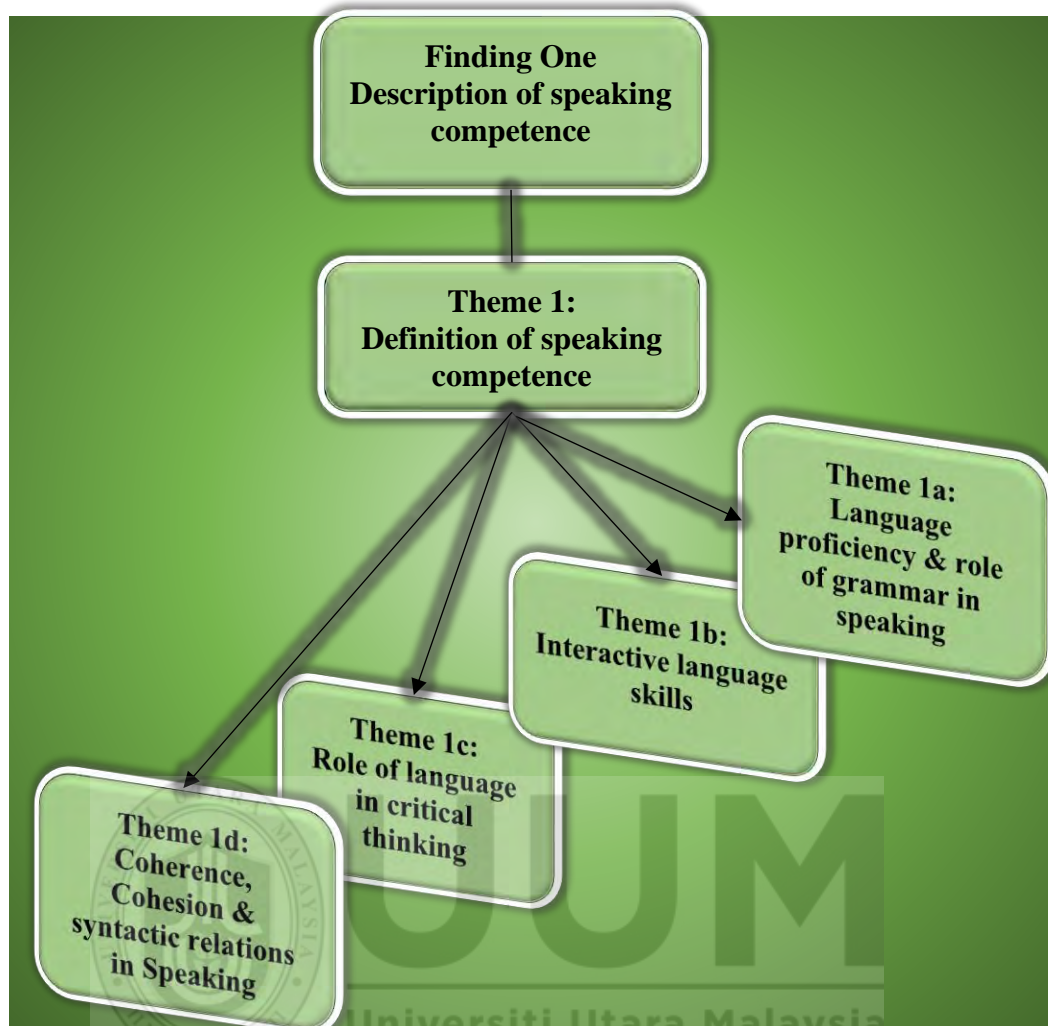 Finding One
Description of speaking
competence
Theme 1:
Definition of speaking
competence
Theme 1a:
Language
proficiency & role
of grammar in
speaking
Theme 1b:
Interactive language
skills
Theme 1c:
Role of language
in critical
thinking
Theme 1d:
Coherence,
Cohesion &
syntactic relations
in Speaking
UUM
Universiti Utara Malaysia